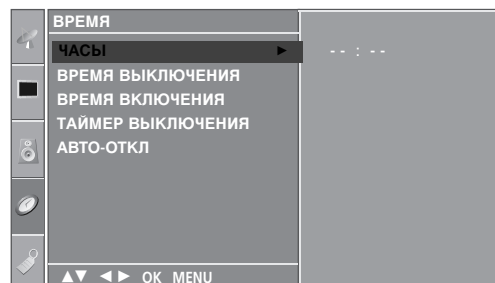 ВРЕМЯ
ЧАСЫ ► - - : - -
ВРЕМЯ ВЫКЛЮЧЕНИЯ
ВРЕМЯ ВКЛЮЧЕНИЯ
ТАЙМЕР ВЫКЛЮЧЕНИЯ
АВТО-ОТКЛ
▲▼ ◄► OK MENU